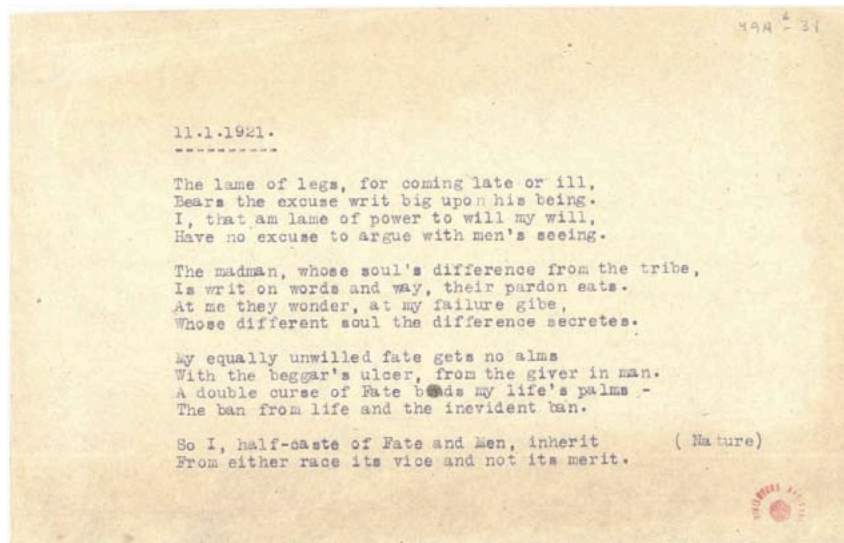 49A⁶-31
11.1.1921.
----------
The lame of legs, for coming late or ill,
Bears the excuse writ big upon his being.
I, that am lame of power to will my will,
Have no excuse to argue with men's seeing.
The madman, whose soul's difference from the tribe,
Is writ on words and way, their pardon eats.
At me they wonder, at my failure gibe,
Whose different soul the difference secretes.
My equally unwilled fate gets no alms
With the beggar's ulcer, from the giver in man.
A double curse of Fate my life's palms -
The ban from life and the inevident ban.
So I, half-caste of Fate and Men, inherit (Nature)
From either race its vice and not its merit.